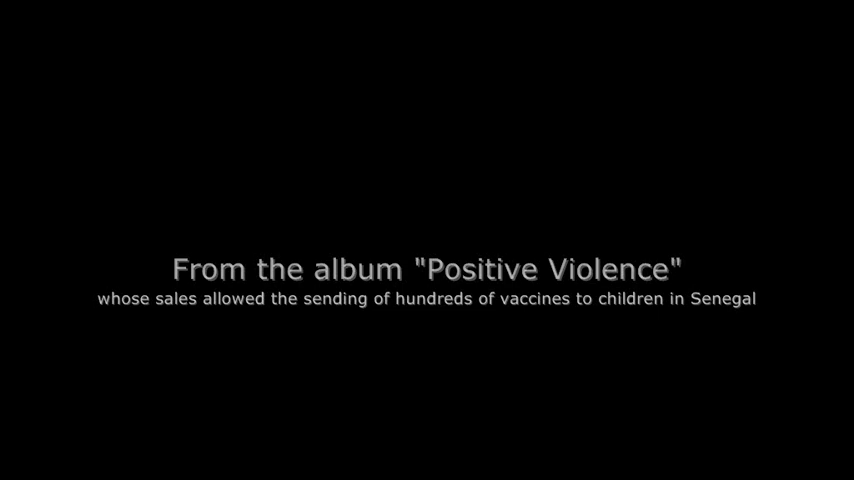 From the album "Positive Violence"
whose sales allowed the sending of hundreds of vaccines to children in Senegal